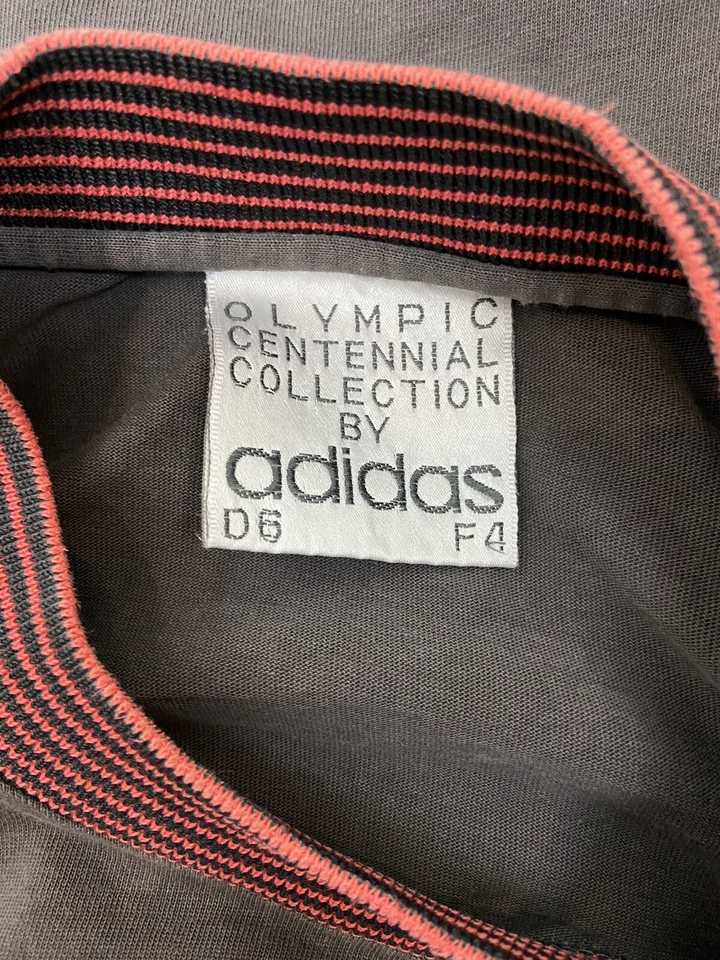 OLYMPIC
CENTENNIAL
COLLECTION
BY
adidas
D6 F4